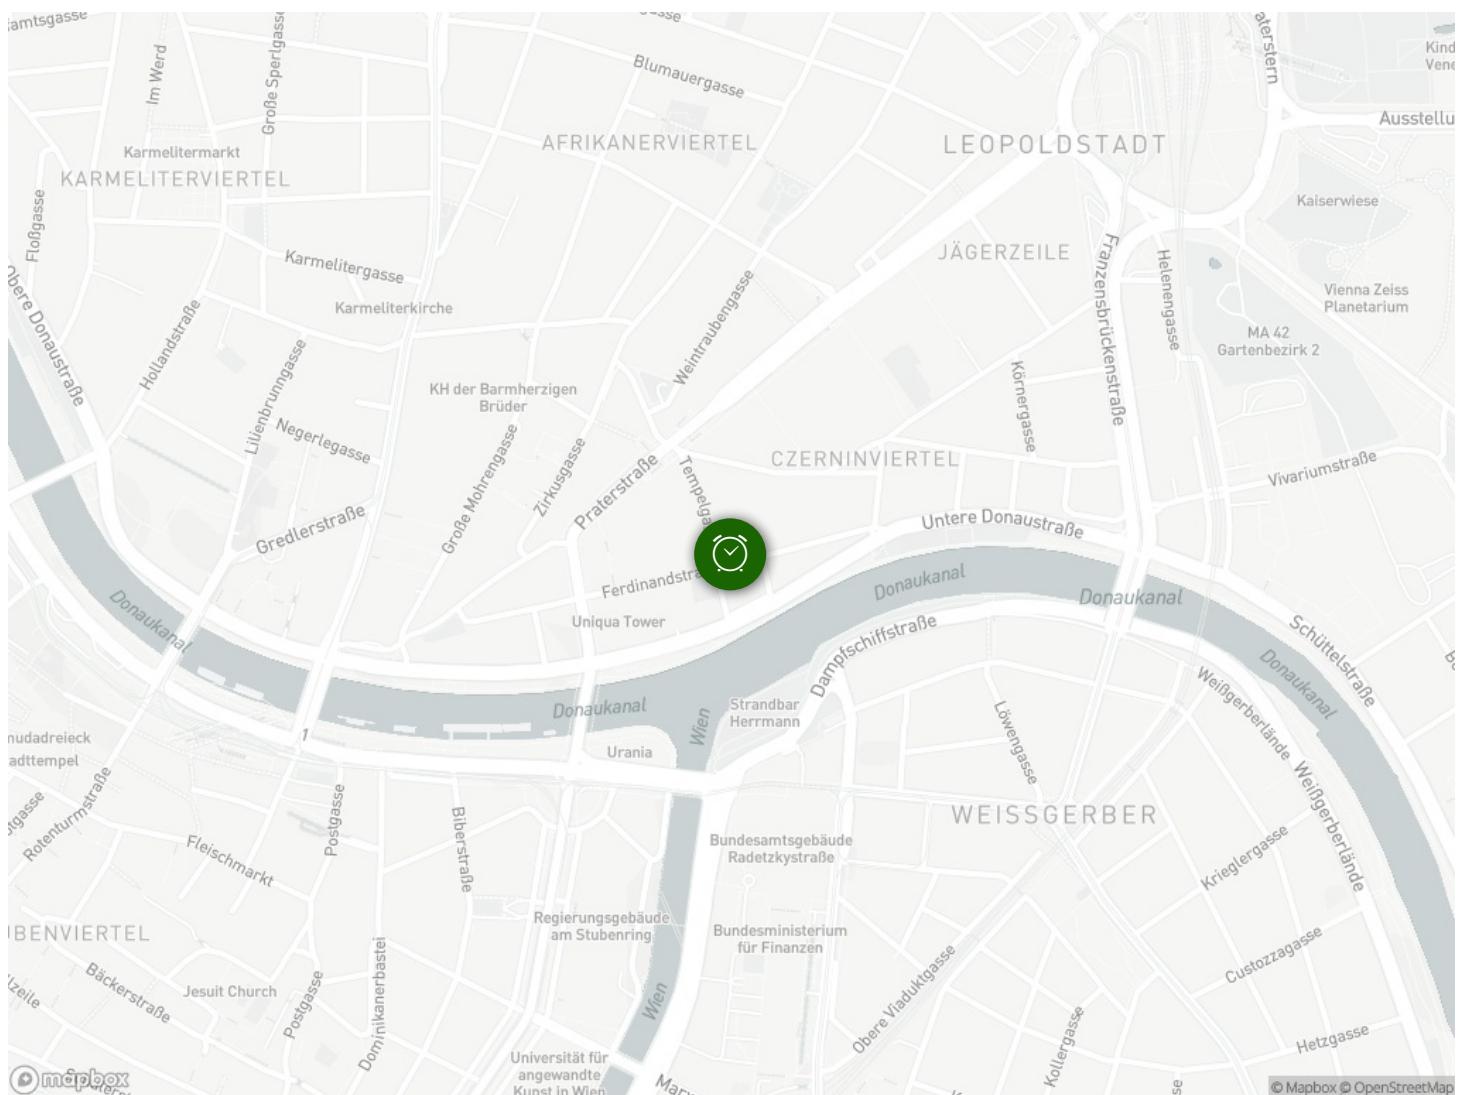 Im Werd
Große Sperlgasse
Blumauergasse
Ausstellu
Karmelitermarkt
KARMELITERVIERTEL
AFRIKANERVIERTEL
LEOPOLDSTADT
Kaiserwiese
Floßgasse
Karmelitergasse
JÄGERZEILE
Franzensbrückenstraße
Helenengasse
Obere Donaustraße
Hollandstraße
Karmeliterkirche
Weintraubengasse
Vienna Zeiss
Planetarium
MA 42
Gartenbezirk 2
Lilienbrunngasse
KH der Barmherzigen
Brüder
Körnergasse
Negerlegasse
Große Mohrengasse
Zirkusgasse
Praterstraße
Tempelga
CZERNINVIERTEL
Vivariumstraße
Gredlerstraße
Untere Donaustraße
Ferdinandstra
Donaukanal
Donaukanal
Donaukanal
Uniqua Tower
Dampfschiffstraße
Schüttelstraße
Donaukanal
Donaukanal
Strandbar
Herrmann
Wien
Löwengasse
Weißgerberlände
Weißgerberlände
1
Urania
nudadreieck
adttempel
Rotenturmstraße
Postgasse
Biberstraße
WEISSGERBER
Fleischmarkt
Bundesamtsgebäude
Radetzkystraße
Krieglergasse
BENVIERTEL
Regierungsgebäude
am Stubenring
Bundesministerium
für Finanzen
Custozzagasse
Bäckerstraße
Jesuit Church
Postgasse
Dominikanerbastei
Wien
Obere Viaduktgasse
Kollergasse
Hetzgasse
Universität für
angewandte
Kunst in Wien
mapbox
© Mapbox © OpenStreetMap